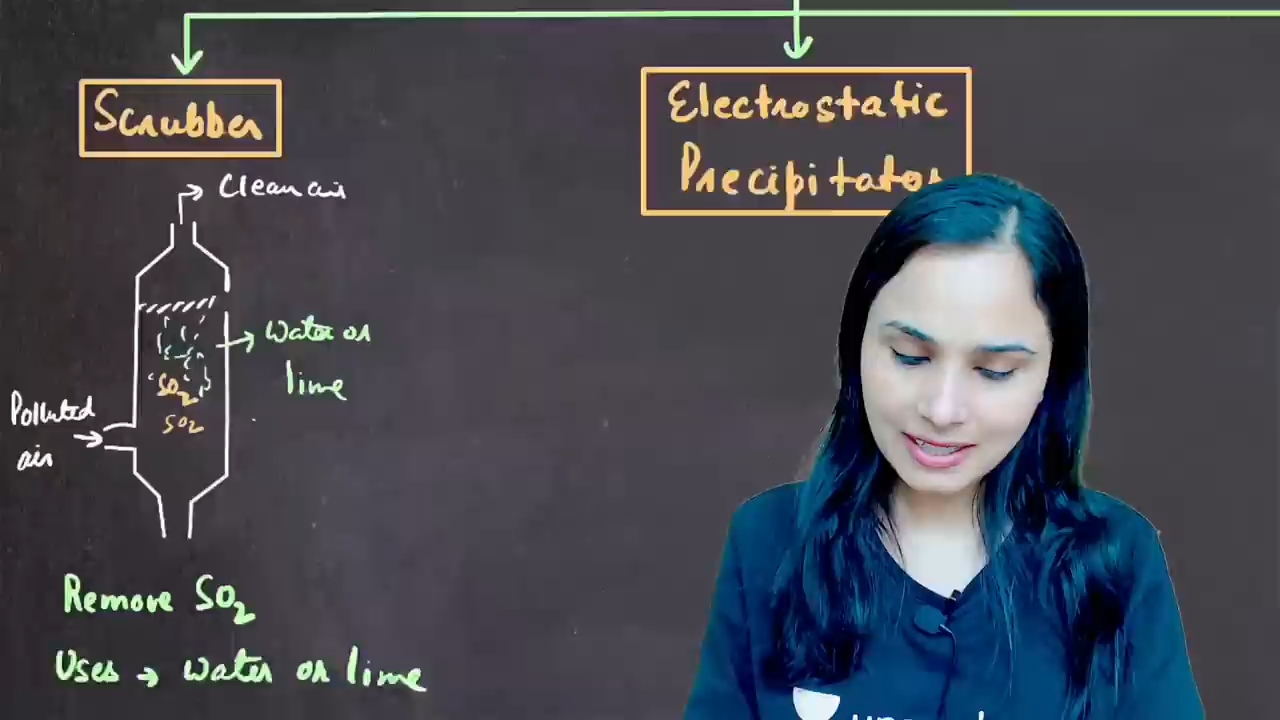 Scrubber
Electrostatic
Precipitator
Clean air
Water or
lime
SO2
SO2
Polluted
air
Remove SO2
Uses → water or lime